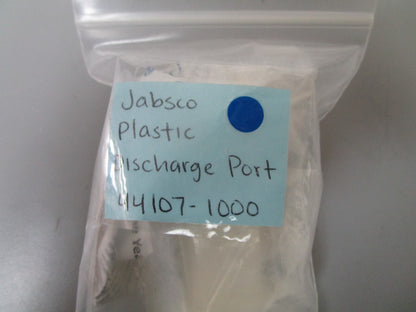 Jabsco
Plastic
Discharge Port
44107-1000